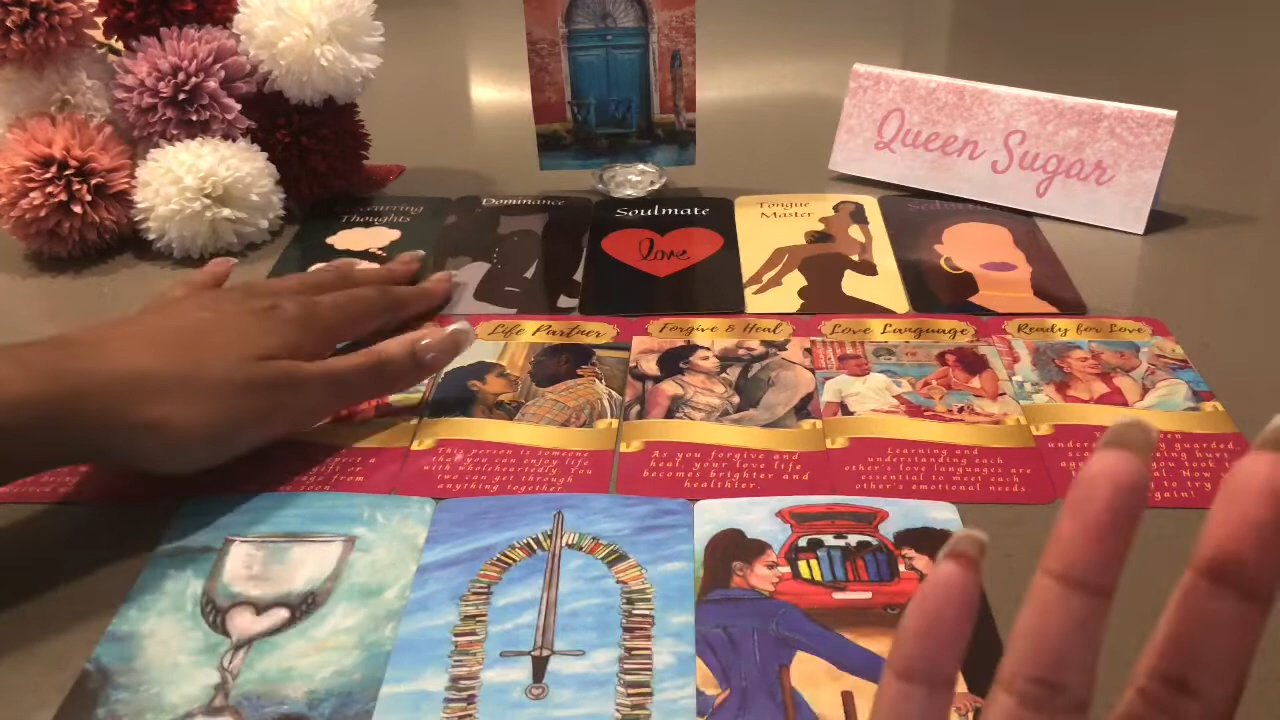 Queen Sugar
Thoughts
Dominance
Soulmate
love
Tongue
Master
Life Partner
Forgive & Heal
Love Language
Ready for Love
This person is someone
that you can enjoy life
with wholeheartedly. You
two can get through
anything together.
As you forgive and
heal, your love life
becomes brighter and
healthier.
Learning and
understanding each
other's love languages are
essential to meet each
other's emotional needs.